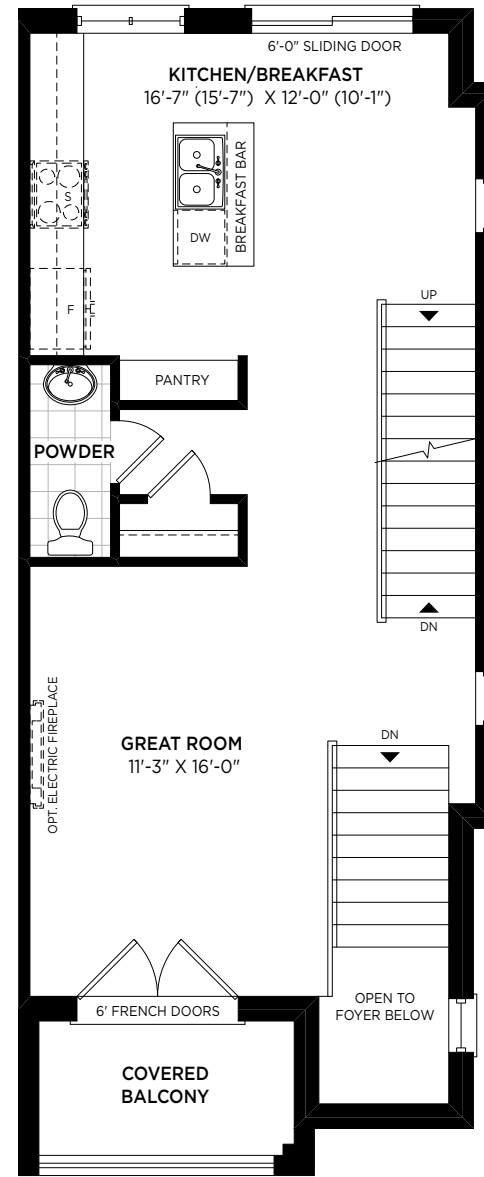 6'-0" SLIDING DOOR
KITCHEN/BREAKFAST
16'-7" (15'-7") X 12'-0" (10'-1")
BREAKFAST BAR
S
DW
F
UP
PANTRY
POWDER
DN
OPT. ELECTRIC FIREPLACE
GREAT ROOM
11'-3" X 16'-0"
DN
6' FRENCH DOORS
OPEN TO
FOYER BELOW
COVERED
BALCONY